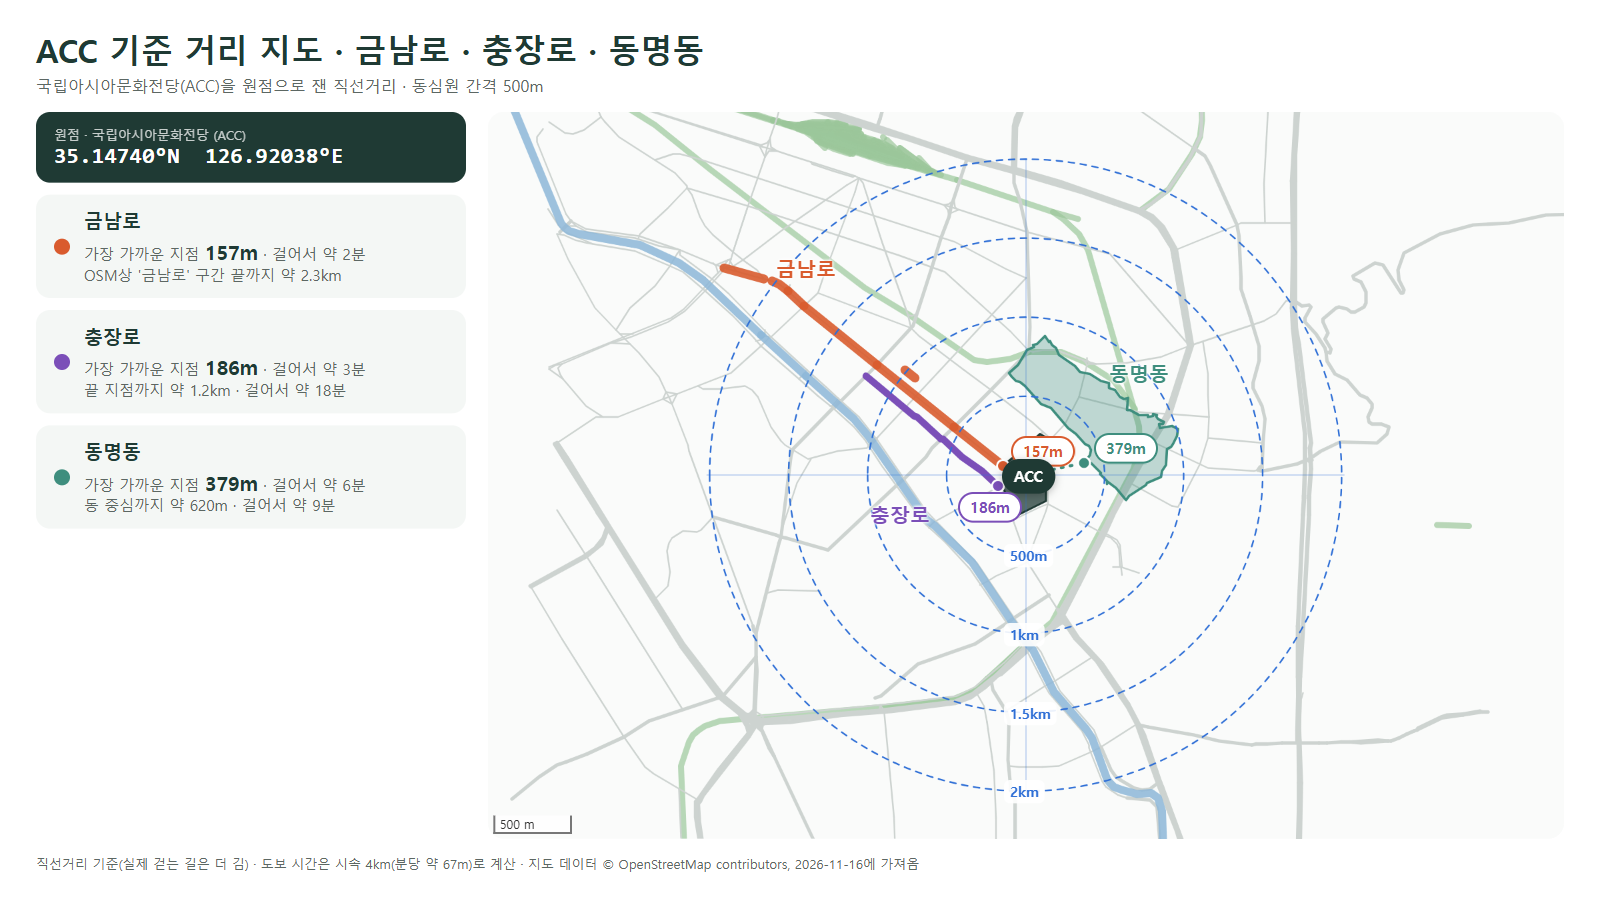 ACC 기준 거리 지도 · 금남로 · 충장로 · 동명동
국립아시아문화전당(ACC)을 원점으로 잰 직선거리 · 동심원 간격 500m
원점 · 국립아시아문화전당 (ACC)
35.14740°N 126.92038°E
금남로
가장 가까운 지점 157m · 걸어서 약 2분
OSM상 '금남로' 구간 끝까지 약 2.3km
충장로
가장 가까운 지점 186m · 걸어서 약 3분
끝 지점까지 약 1.2km · 걸어서 약 18분
동명동
가장 가까운 지점 379m · 걸어서 약 6분
동 중심까지 약 620m · 걸어서 약 9분
금남로
동명동
157m
379m
ACC
186m
충장로
500m
1km
1.5km
2km
500 m
직선거리 기준(실제 걷는 길은 더 김) · 도보 시간은 시속 4km(분당 약 67m)로 계산 · 지도 데이터 © OpenStreetMap contributors, 2026-11-16에 가져옴